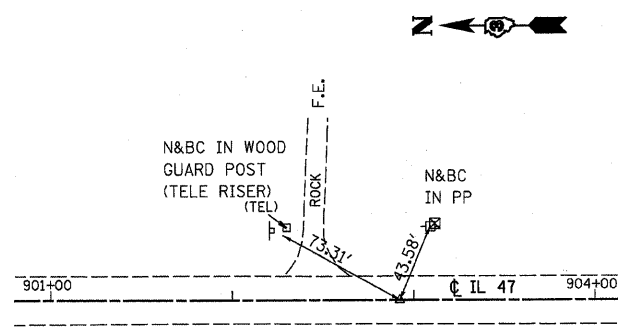 N
F.E.
ROCK
N&BC IN WOOD
GUARD POST
(TELE RISER)
(TEL)
N&BC
IN PP
73.31'
43.58'
901+00
℄ IL 47
904+00